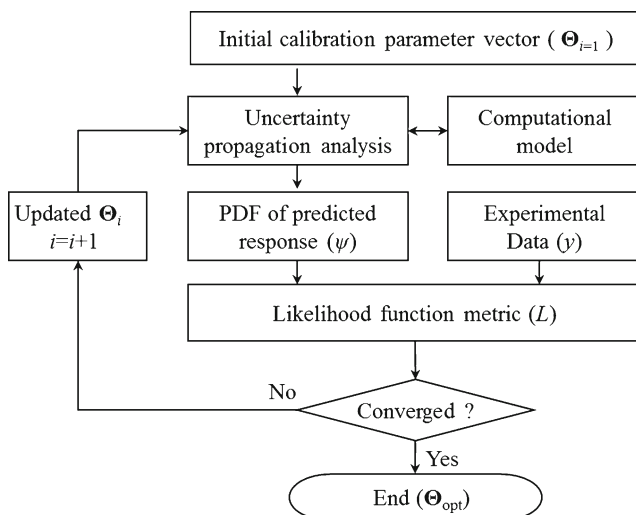 Initial calibration parameter vector ( Θi=1 )
Uncertainty
propagation analysis
Computational
model
Updated Θi
i=i+1
PDF of predicted
response (ψ)
Experimental
Data (y)
Likelihood function metric (L)
No
Converged ?
Yes
End (Θopt)